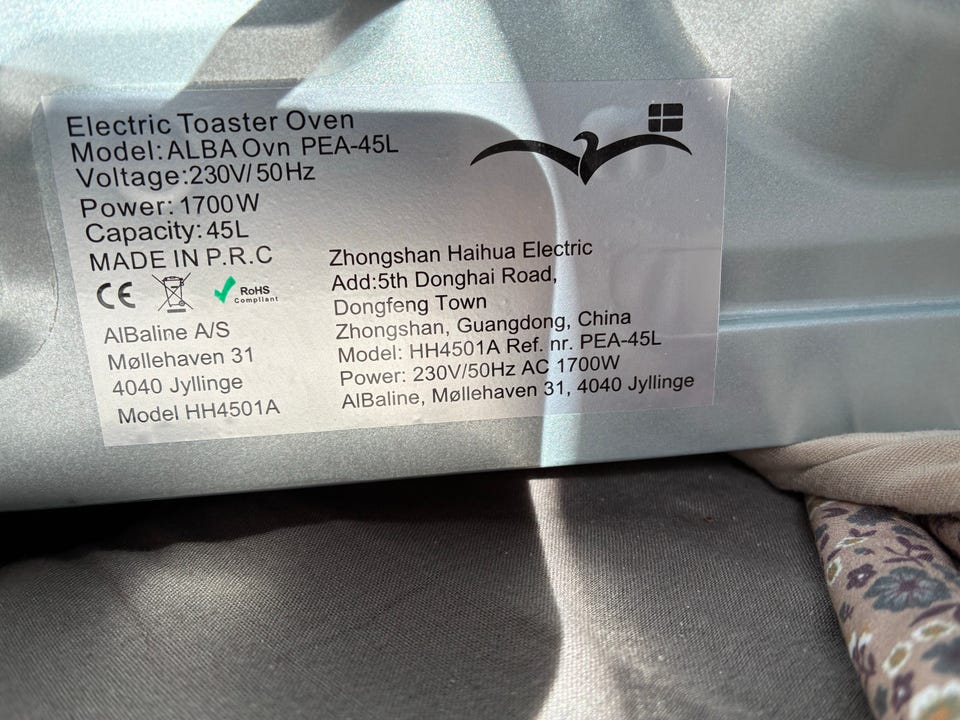 Electric Toaster Oven
Model:ALBA Ovn PEA-45L
Voltage:230V/50Hz
Power:1700W
Capacity:45L
MADE IN P.R.C
CE
RoHS
Compliant
AlBaline A/S
Møllehaven 31
4040 Jyllinge
Model HH4501A
Zhongshan Haihua Electric
Add:5th Donghai Road,
Dongfeng Town
Zhongshan, Guangdong, China
Model: HH4501A Ref. nr. PEA-45L
Power: 230V/50Hz AC 1700W
AlBaline, Møllehaven 31, 4040 Jyllinge